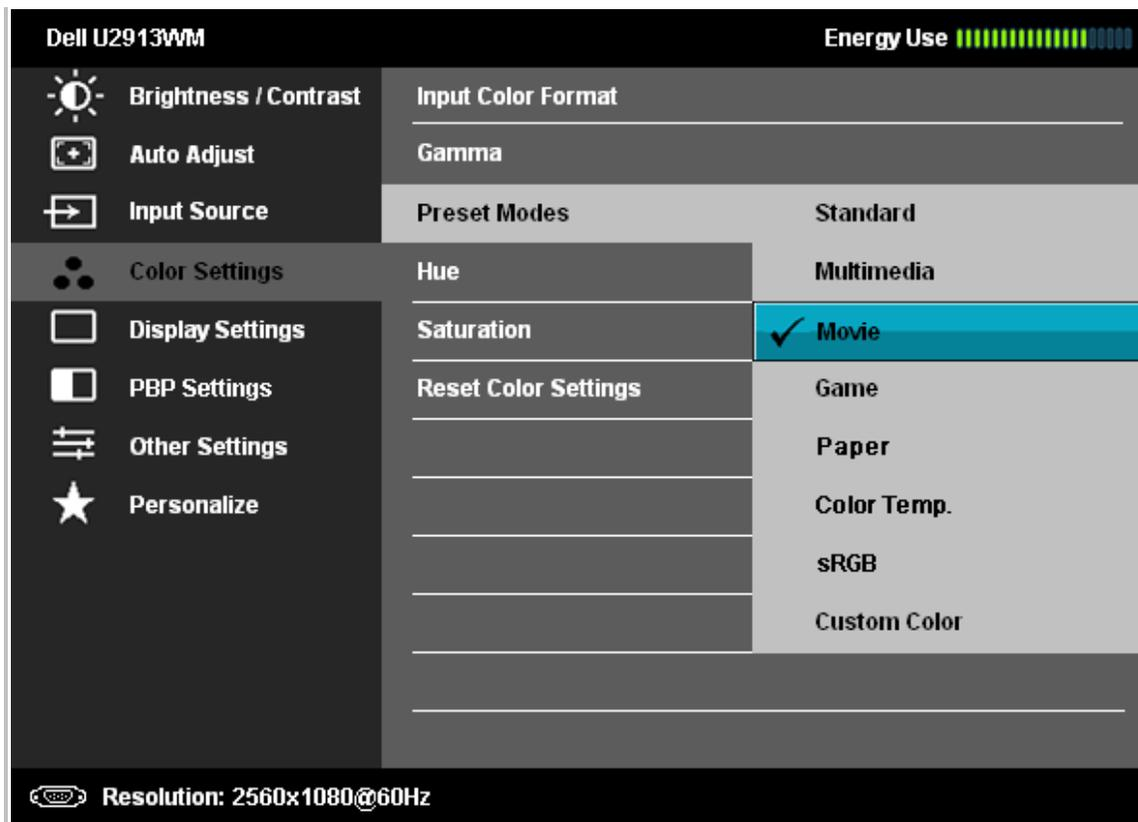 Dell U2913WM
Energy Use
Brightness / Contrast
Input Color Format
Auto Adjust
Gamma
Input Source
Preset Modes
Standard
Color Settings
Hue
Multimedia
Display Settings
Saturation
Movie
PBP Settings
Reset Color Settings
Game
Other Settings
Paper
Personalize
Color Temp.
sRGB
Custom Color
Resolution: 2560x1080@60Hz